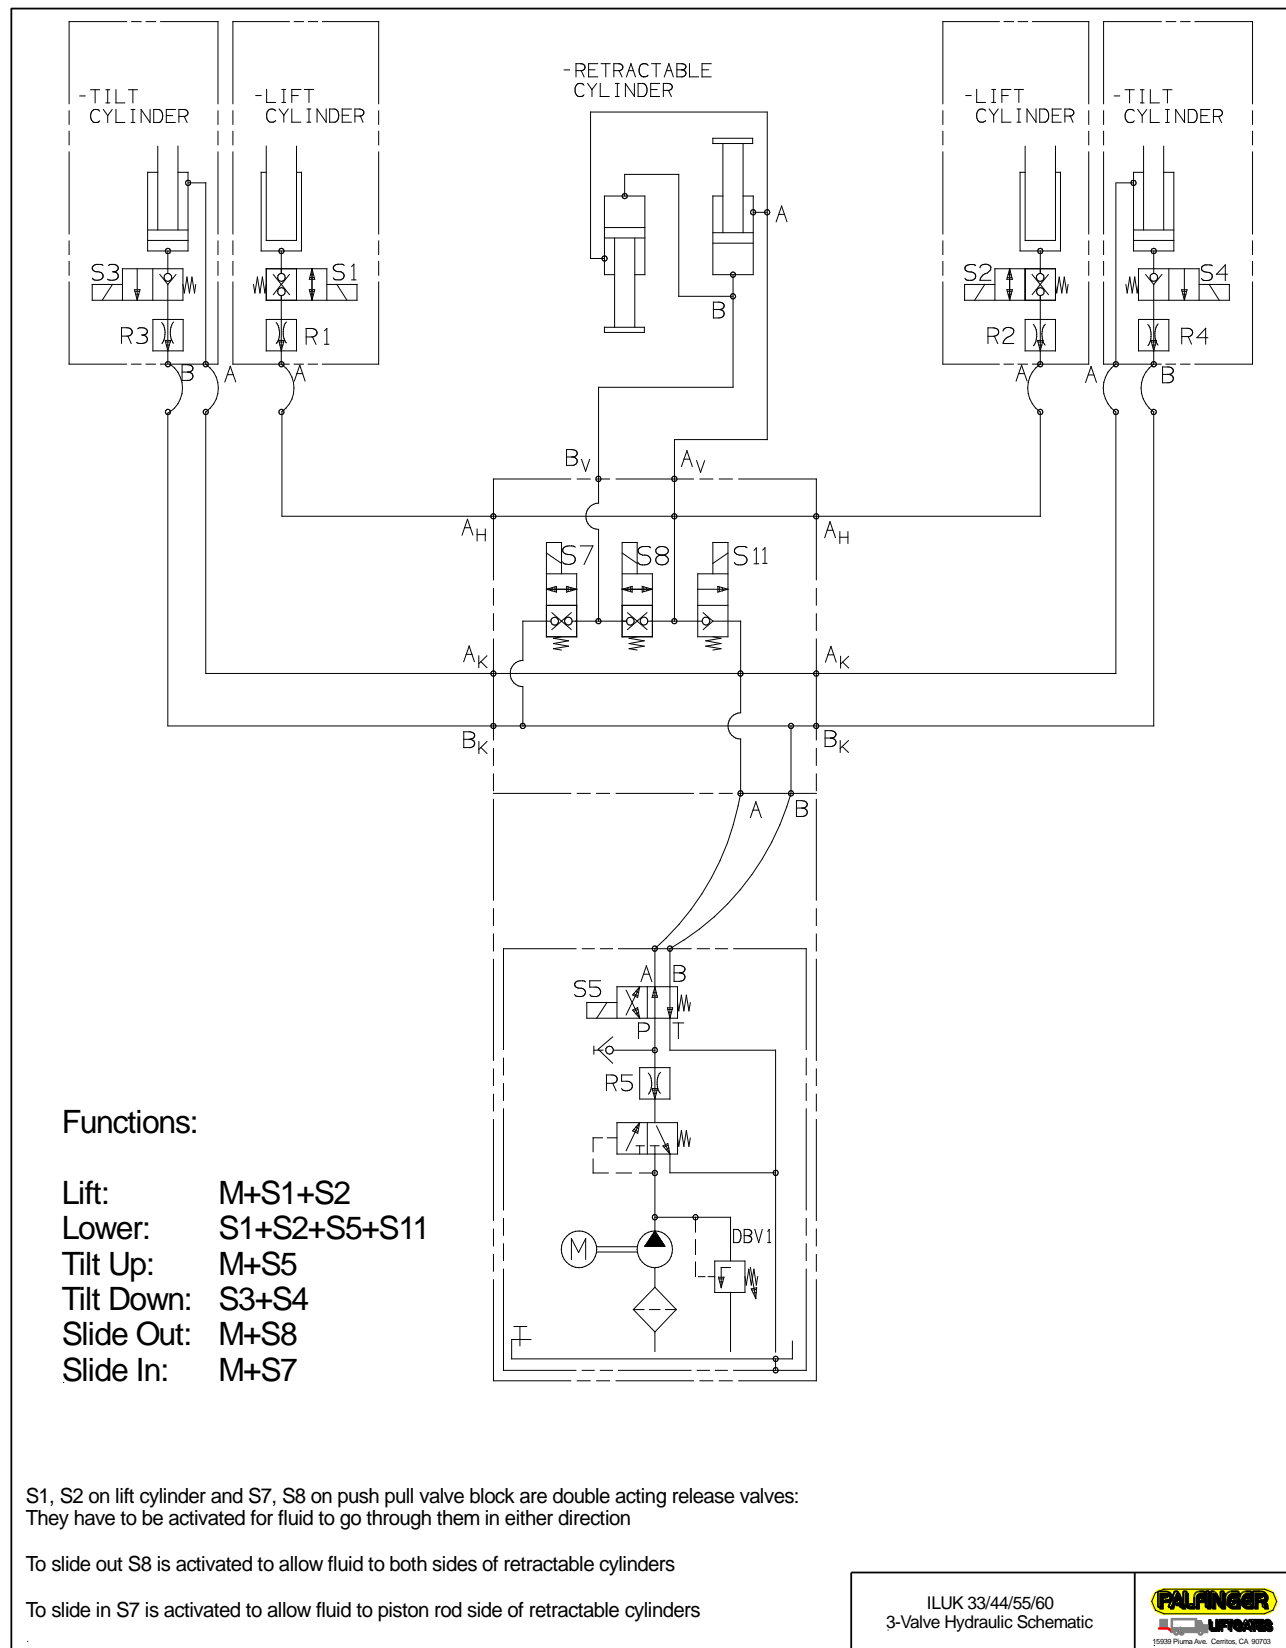 -TILT
CYLINDER
-LIFT
CYLINDER
-RETRACTABLE
CYLINDER
-LIFT
CYLINDER
-TILT
CYLINDER
A
S3
S1
S2
S4
B
R3
R1
R2
R4
B
A
A
A
A
B
BV
AV
AH
AH
S7
S8
S11
AK
AK
BK
BK
A
B
A
B
S5
P
T
R5
DBV1
M
Functions:
Lift: M+S1+S2
Lower: S1+S2+S5+S11
Tilt Up: M+S5
Tilt Down: S3+S4
Slide Out: M+S8
Slide In: M+S7
S1, S2 on lift cylinder and S7, S8 on push pull valve block are double acting release valves:
They have to be activated for fluid to go through them in either direction
To slide out S8 is activated to allow fluid to both sides of retractable cylinders
To slide in S7 is activated to allow fluid to piston rod side of retractable cylinders
ILUK 33/44/55/60
3-Valve Hydraulic Schematic
PALFINGER
LIFTGATES
15939 Piuma Ave. Cerritos, CA 90703